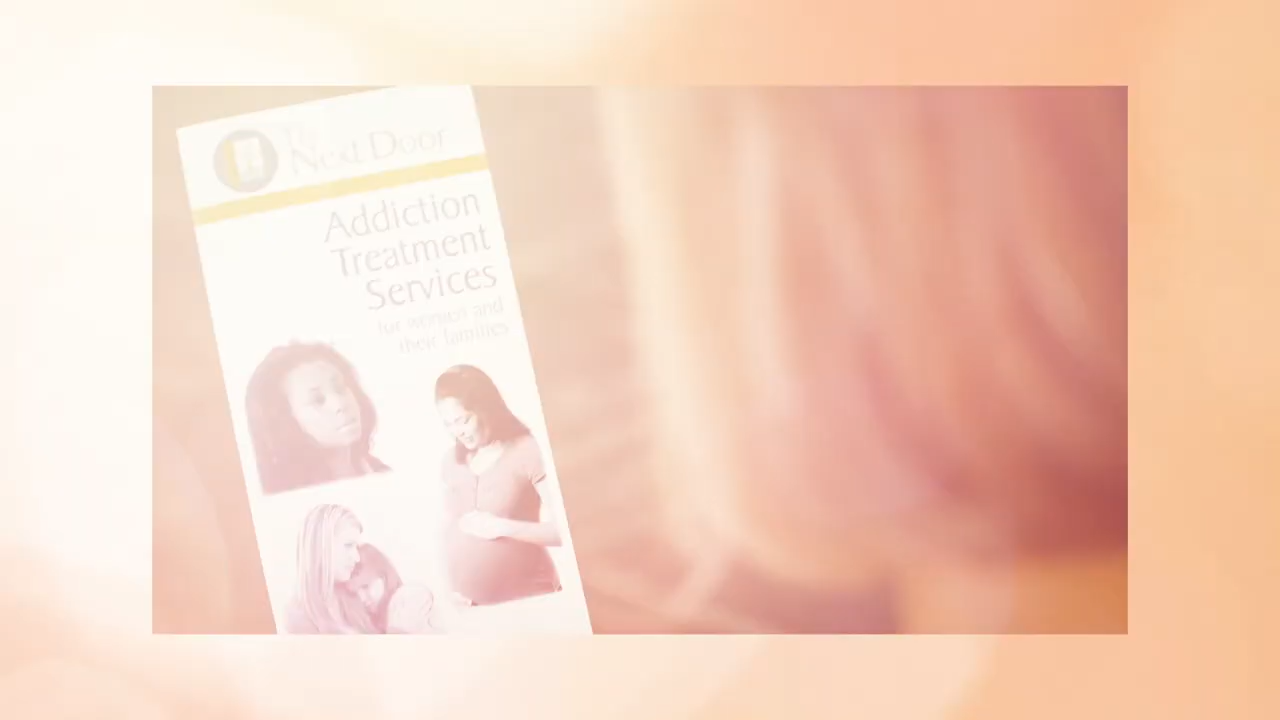 The
Next Door
Addiction
Treatment
Services
for women and
their families